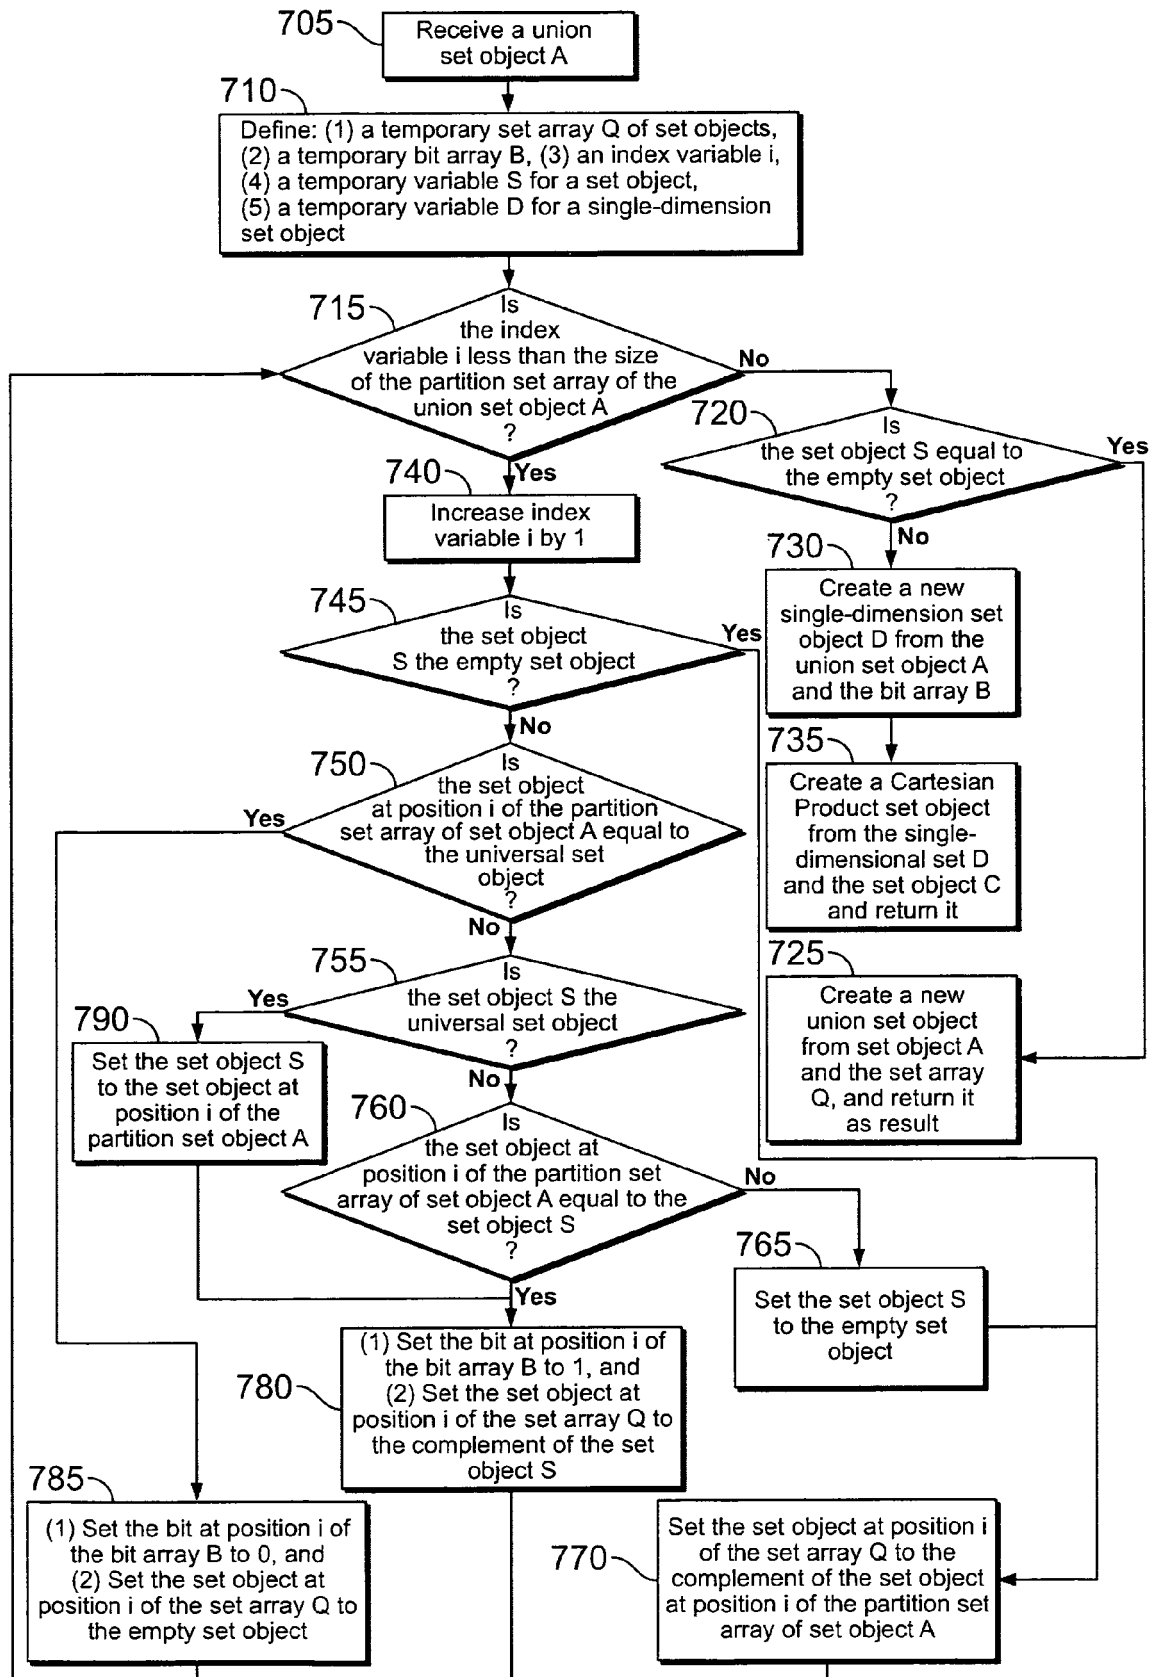 705
Receive a union
set object A
710
Define: (1) a temporary set array Q of set objects,
(2) a temporary bit array B, (3) an index variable i,
(4) a temporary variable S for a set object,
(5) a temporary variable D for a single-dimension
set object
715
Is
the index
variable i less than the size
of the partition set array of the
union set object A
?
No
Yes
720
Is
the set object S equal to
the empty set object
?
Yes
No
740
Increase index
variable i by 1
730
Create a new
single-dimension set
object D from the
union set object A
and the bit array B
745
Is
the set object
S the empty set object
?
Yes
No
735
Create a Cartesian
Product set object
from the single-
dimensional set D
and the set object C
and return it
750
Is
the set object
at position i of the partition
set array of set object A equal to
the universal set
object
?
Yes
No
725
Create a new
union set object
from set object A
and the set array
Q, and return it
as result
755
Is
the set object S the
universal set object
?
Yes
No
790
Set the set object S
to the set object at
position i of the
partition set object A
760
Is
the set object at
position i of the partition set
array of set object A equal to the
set object S
?
No
Yes
765
Set the set object S
to the empty set
object
780
(1) Set the bit at position i of
the bit array B to 1, and
(2) Set the set object at
position i of the set array Q to
the complement of the set
object S
785
(1) Set the bit at position i of
the bit array B to 0, and
(2) Set the set object at
position i of the set array Q to
the empty set object
770
Set the set object at position i
of the set array Q to the
complement of the set object
at position i of the partition set
array of set object A